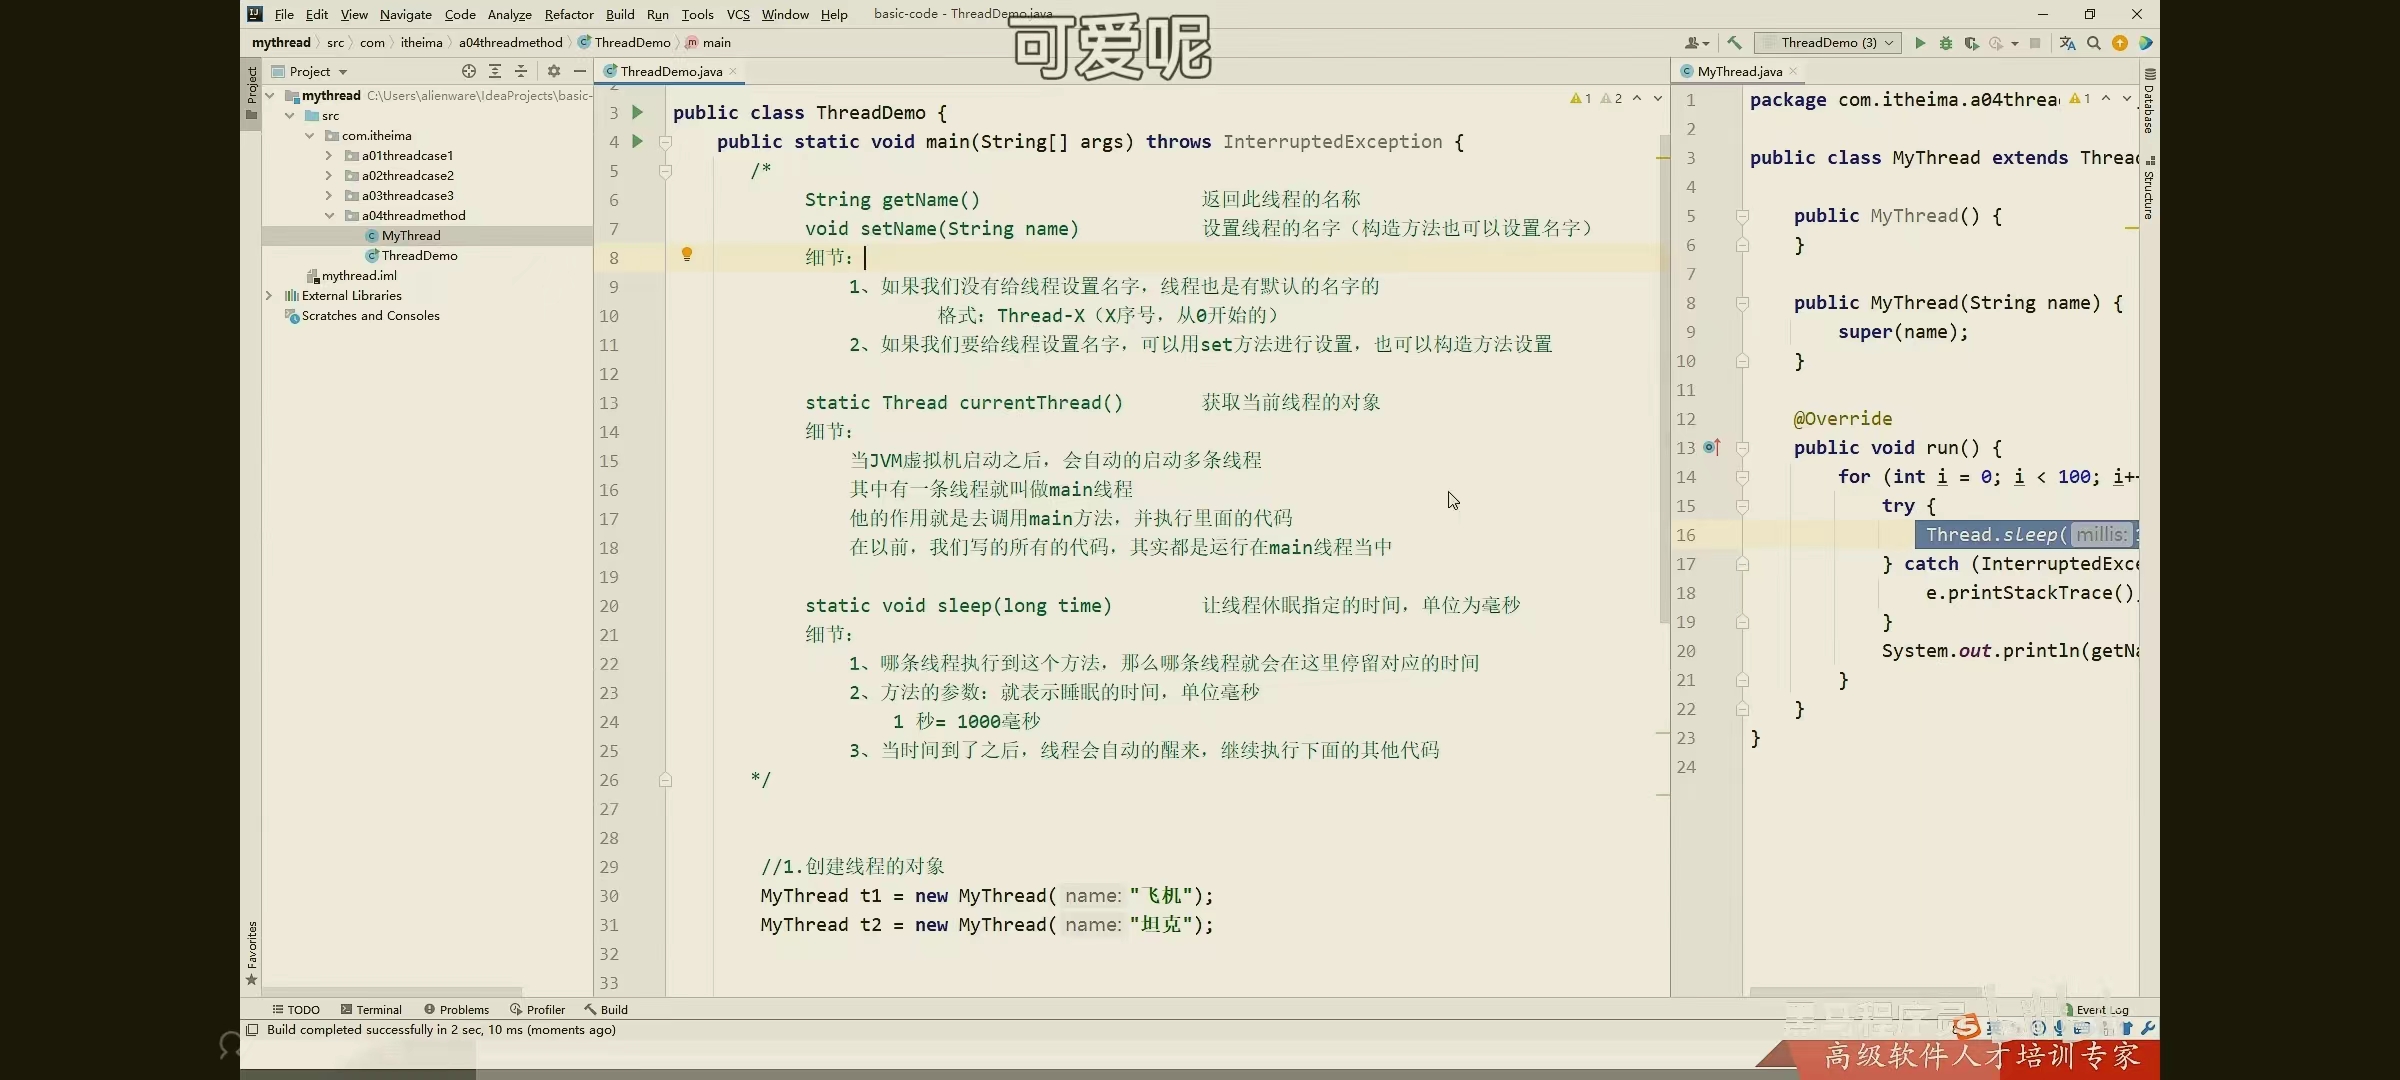 File Edit View Navigate Code Analyze Refactor Build Run Tools VCS Window Help basic-code - ThreadDemo.java
可爱呢
mythread src com itheima a04threadmethod ThreadDemo main
ThreadDemo (3)
Project
Project
mythread C:\Users\alienware\IdeaProjects\basic-
src
com.itheima
a01threadcase1
a02threadcase2
a03threadcase3
a04threadmethod
MyThread
ThreadDemo
mythread.iml
External Libraries
Scratches and Consoles
Favorites
ThreadDemo.java
1 2
3 public class ThreadDemo {
4 public static void main(String[] args) throws InterruptedException {
5 /*
6 String getName() 返回此线程的名称
7 void setName(String name) 设置线程的名字（构造方法也可以设置名字）
8 细节：
9 1、如果我们没有给线程设置名字，线程也是有默认的名字的
10 格式：Thread-X（X序号，从0开始的）
11 2、如果我们要给线程设置名字，可以用set方法进行设置，也可以构造方法设置
12
13 static Thread currentThread() 获取当前线程的对象
14 细节：
15 当JVM虚拟机启动之后，会自动的启动多条线程
16 其中有一条线程就叫做main线程
17 他的作用就是去调用main方法，并执行里面的代码
18 在以前，我们写的所有的代码，其实都是运行在main线程当中
19
20 static void sleep(long time) 让线程休眠指定的时间，单位为毫秒
21 细节：
22 1、哪条线程执行到这个方法，那么哪条线程就会在这里停留对应的时间
23 2、方法的参数：就表示睡眠的时间，单位毫秒
24 1 秒= 1000毫秒
25 3、当时间到了之后，线程会自动的醒来，继续执行下面的其他代码
26 */
27
28
29 //1.创建线程的对象
30 MyThread t1 = new MyThread( name: "飞机");
31 MyThread t2 = new MyThread( name: "坦克");
32
33
MyThread.java
1 package com.itheima.a04threa 1
2
3 public class MyThread extends Thread
4
5 public MyThread() {
6 }
7
8 public MyThread(String name) {
9 super(name);
10 }
11
12 @Override
13 public void run() {
14 for (int i = 0; i < 100; i+
15 try {
16 Thread.sleep( millis: 1
17 } catch (InterruptedExce
18 e.printStackTrace()
19 }
20 System.out.println(getNa
21 }
22 }
23 }
24
Database
Structure
TODO Terminal Problems Profiler Build
Event Log
Build completed successfully in 2 sec, 10 ms (moments ago)
黑马程序员
高级软件人才培训专家